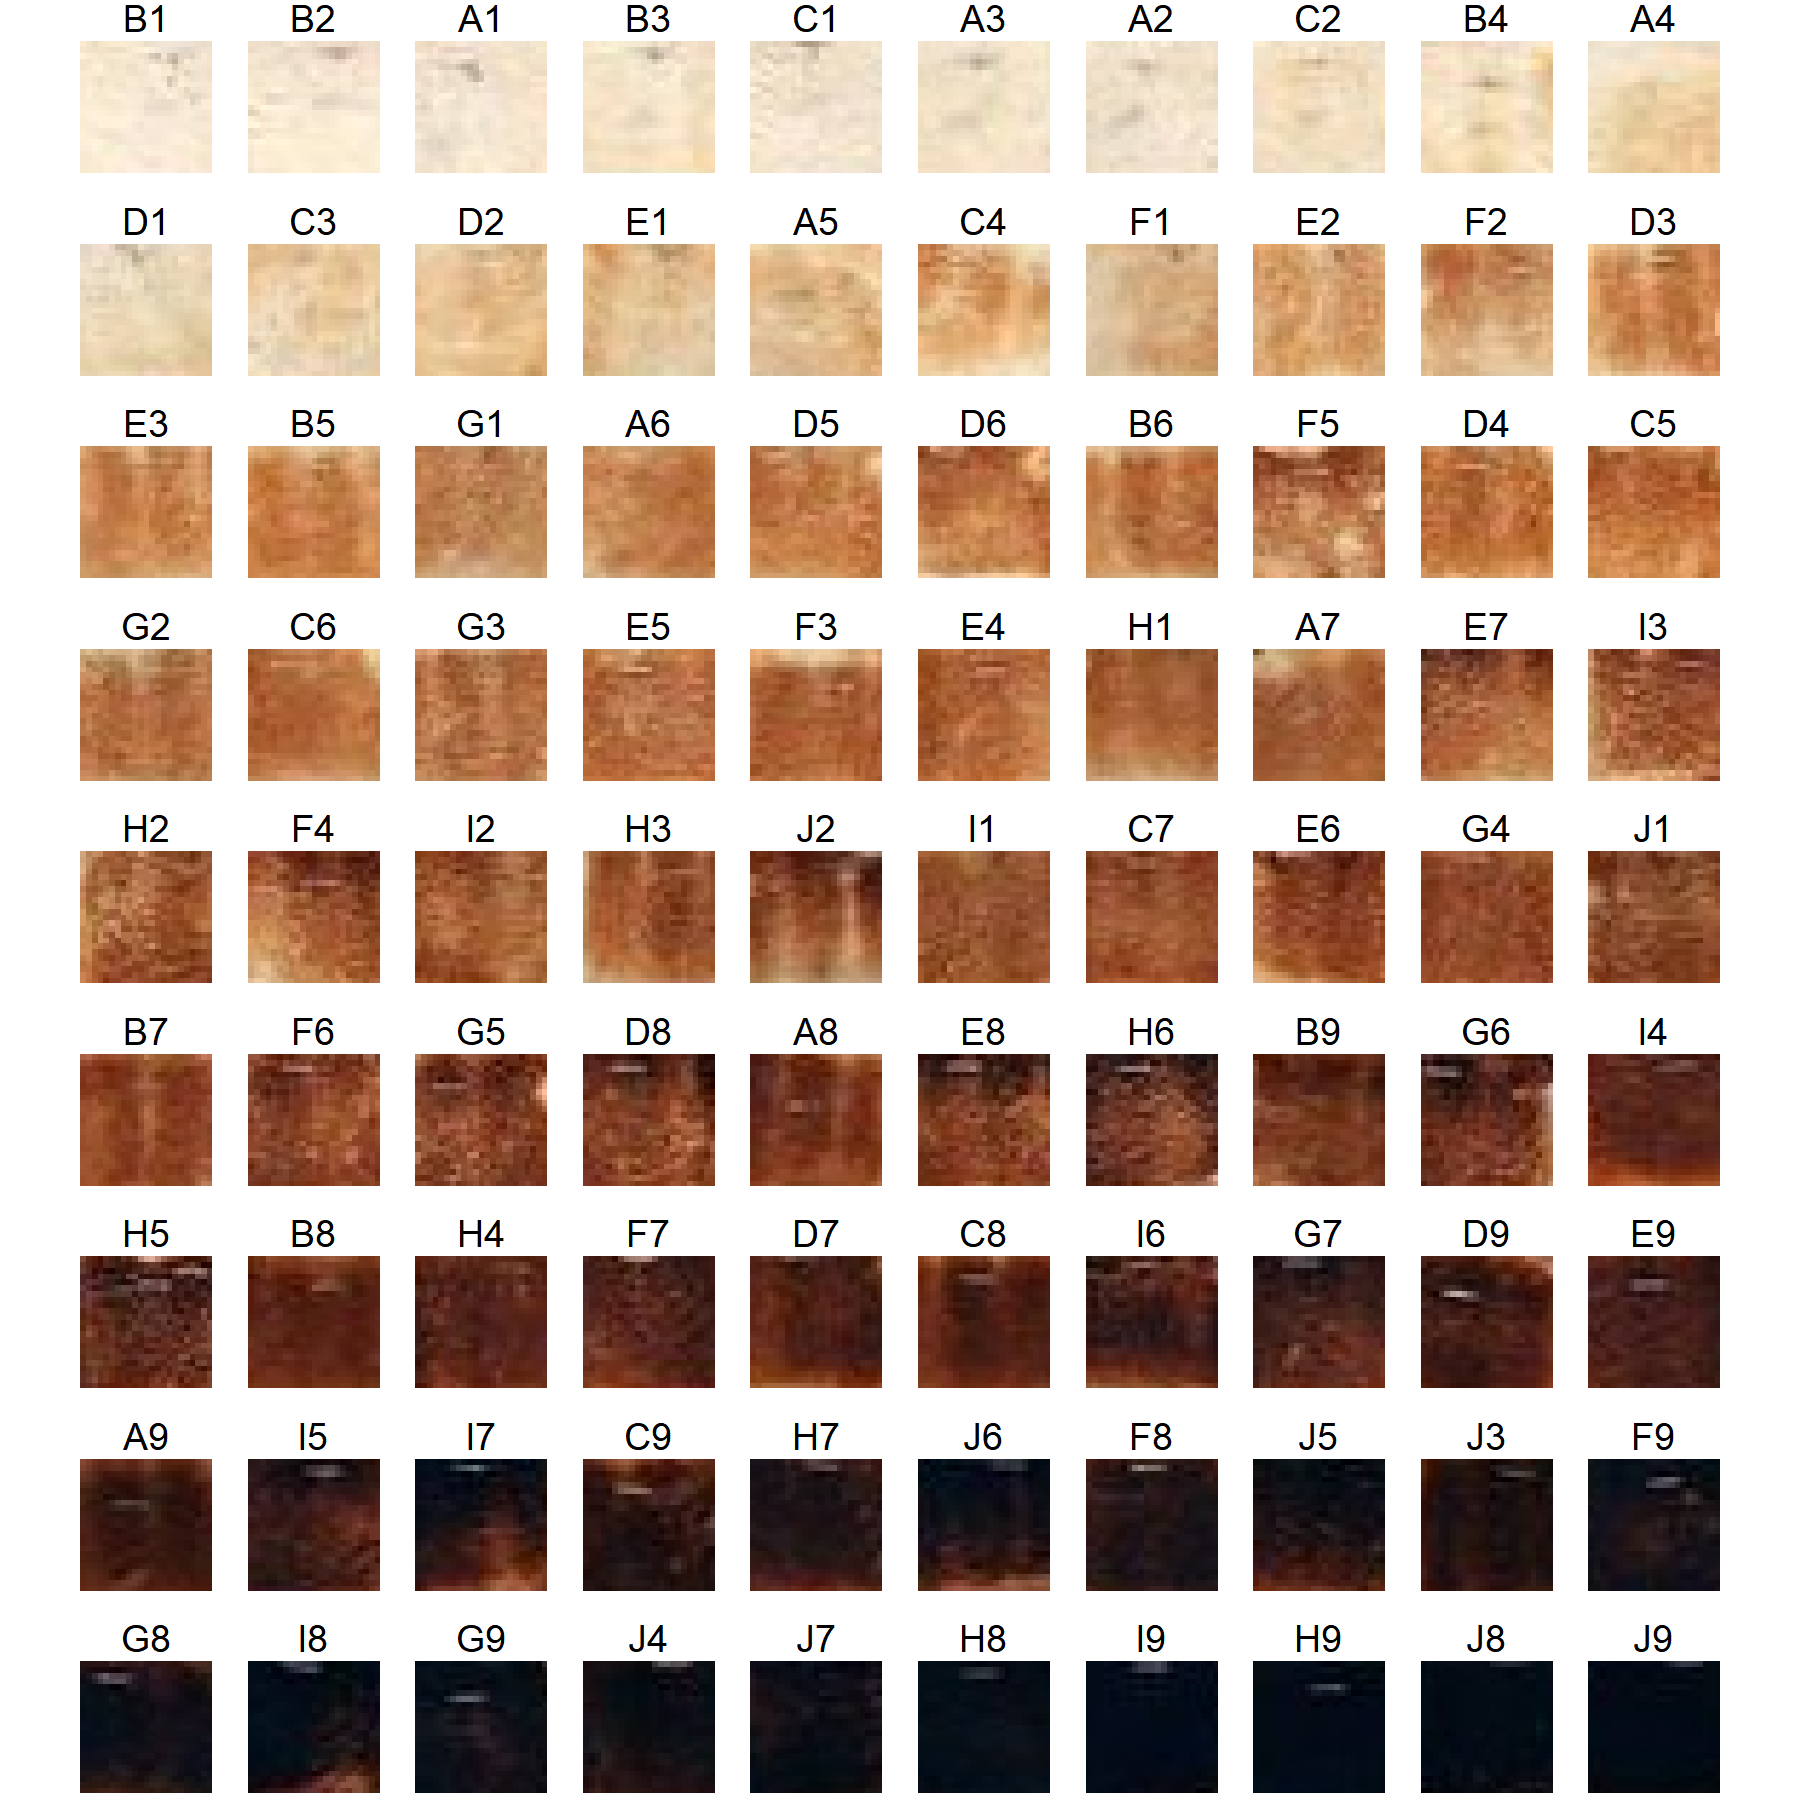 B1 B2 A1 B3 C1 A3 A2 C2 B4 A4
D1 C3 D2 E1 A5 C4 F1 E2 F2 D3
E3 B5 G1 A6 D5 D6 B6 F5 D4 C5
G2 C6 G3 E5 F3 E4 H1 A7 E7 I3
H2 F4 I2 H3 J2 I1 C7 E6 G4 J1
B7 F6 G5 D8 A8 E8 H6 B9 G6 I4
H5 B8 H4 F7 D7 C8 I6 G7 D9 E9
A9 I5 I7 C9 H7 J6 F8 J5 J3 F9
G8 I8 G9 J4 J7 H8 I9 H9 J8 J9